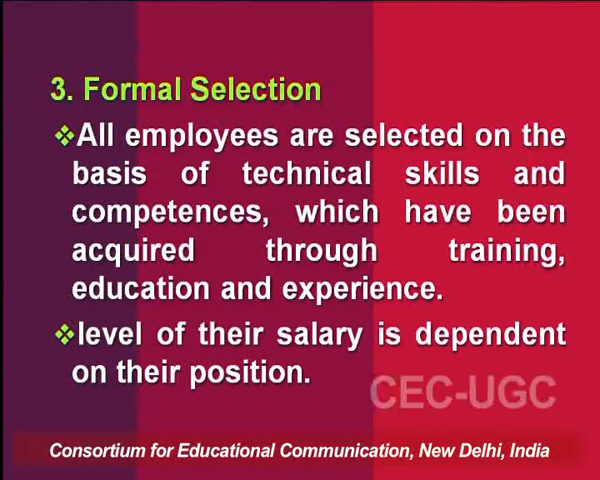 3. Formal Selection
❖All employees are selected on the
basis of technical skills and
competences, which have been
acquired through training,
education and experience.
❖level of their salary is dependent
on their position.
CEC-UGC
Consortium for Educational Communication, New Delhi, India